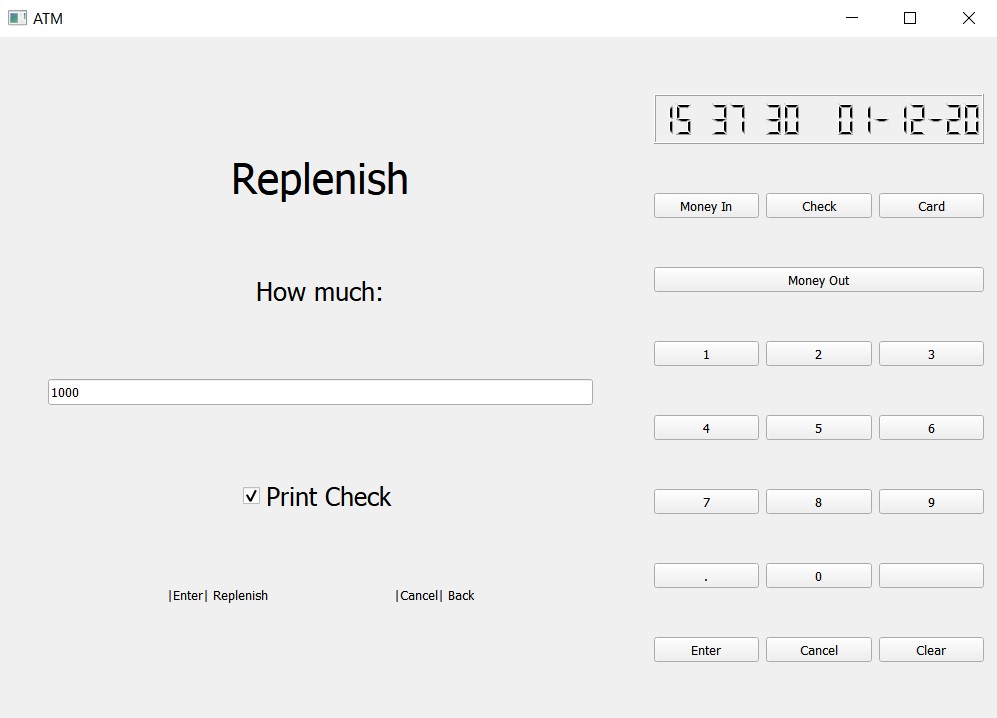 ATM
15 37 30 01-12-20
Replenish
Money In Check Card
How much:
Money Out
1 2 3
1000
4 5 6
Print Check
7 8 9
. 0
|Enter| Replenish |Cancel| Back
Enter Cancel Clear